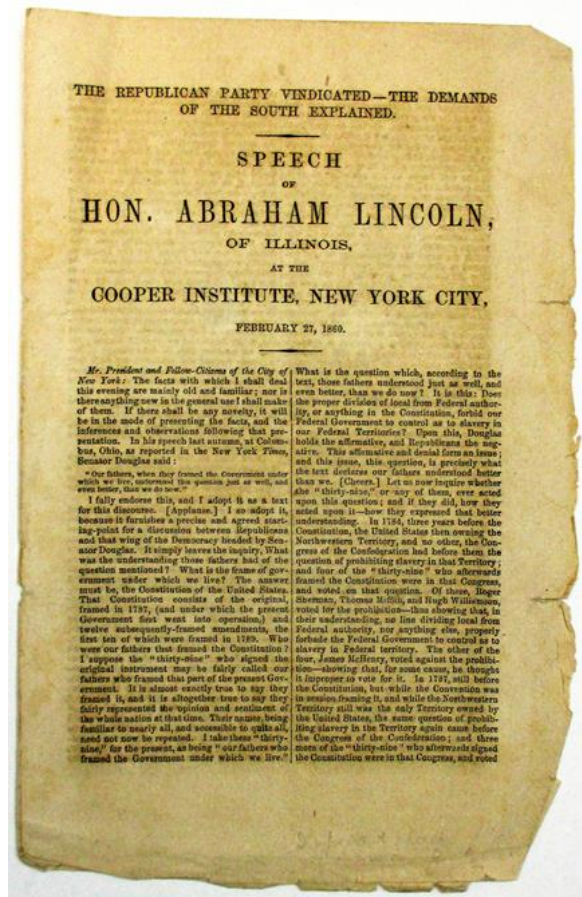 THE REPUBLICAN PARTY VINDICATED—THE DEMANDS
OF THE SOUTH EXPLAINED.
SPEECH
OF
HON. ABRAHAM LINCOLN,
OF ILLINOIS,
AT THE
COOPER INSTITUTE, NEW YORK CITY,
FEBRUARY 27, 1860.
Mr. President and Fellow-Citizens of the City of
New York: The facts with which I shall deal
this evening are mainly old and familiar; nor is
there anything new in the general use I shall make
of them. If there shall be any novelty, it will
be in the mode of presenting the facts, and the
inferences and observations following that pre-
sentation. In his speech last autumn, at Colum-
bus, Ohio, as reported in the New York Times,
Senator Douglas said:
"Our fathers, when they framed the Government under
which we live, understood this question just as well, and
even better, than we do now."
I fully endorse this, and I adopt it as a text
for this discourse. [Applause.] I so adopt it,
because it furnishes a precise and agreed start-
ing-point for a discussion between Republicans
and that wing of the Democracy headed by Sen-
ator Douglas. It simply leaves the inquiry, What
was the understanding those fathers had of the
question mentioned? What is the frame of gov-
ernment under which we live? The answer
must be, the Constitution of the United States.
That Constitution consists of the original,
framed in 1787, (and under which the present
Government first went into operation,) and
twelve subsequently-framed amendments, the
first ten of which were framed in 1789. Who
were our fathers that framed the Constitution?
I suppose the "thirty-nine" who signed the
original instrument may be fairly called our
fathers who framed that part of the present Gov-
ernment. It is almost exactly true to say they
framed it, and it is altogether true to say they
fairly represented the opinion and sentiment of
the whole nation at that time. Their names, being
familiar to nearly all, and accessible to quite all,
need not now be repeated. I take these "thirty-
nine," for the present, as being "our fathers who
framed the Government under which we live."
What is the question which, according to the
text, those fathers understood just as well, and
even better, than we do now? It is this: Does
the proper division of local from Federal author-
ity, or anything in the Constitution, forbid our
Federal Government to control as to slavery in
our Federal Territories? Upon this, Douglas
holds the affirmative, and Republicans the neg-
ative. This affirmative and denial form an issue;
and this issue, this question, is precisely what
the text declares our fathers understood better
than we. [Cheers.] Let us now inquire whether
the "thirty-nine," or any of them, ever acted
upon this question; and if they did, how they
acted upon it—how they expressed that better
understanding. In 1784, three years before the
Constitution, the United States then owning the
Northwestern Territory, and no other, the Con-
gress of the Confederation had before them the
question of prohibiting slavery in that Territory;
and four of the "thirty-nine" who afterwards
framed the Constitution were in that Congress,
and voted on that question. Of these, Roger
Sherman, Thomas Mifflin, and Hugh Williamson,
voted for the prohibition—thus showing that, in
their understanding, no line dividing local from
Federal authority, nor anything else, properly
forbade the Federal Government to control as to
slavery in Federal territory. The other of the
four, James McHenry, voted against the prohibi-
tion—showing that, for some cause, he thought
it improper to vote for it. In 1787, still before
the Constitution, but while the Convention was
in session framing it, and while the Northwestern
Territory still was the only Territory owned by
the United States, the same question of prohib-
iting slavery in the Territory again came before
the Congress of the Confederation; and three
more of the "thirty-nine" who afterwards signed
the Constitution were in that Congress, and voted